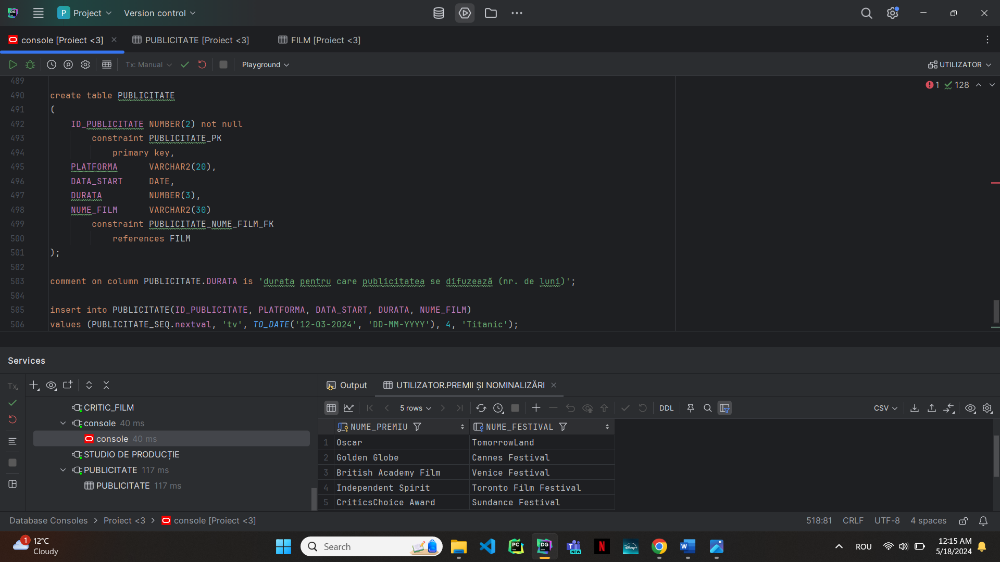 P Project Version control
console [Proiect <3] PUBLICITATE [Proiect <3] FILM [Proiect <3]
Tx: Manual Playground UTILIZATOR
1 128
489
490 create table PUBLICITATE
491 (
492 ID_PUBLICITATE NUMBER(2) not null
493 constraint PUBLICITATE_PK
494 primary key,
495 PLATFORMA VARCHAR2(20),
496 DATA_START DATE,
497 DURATA NUMBER(3),
498 NUME_FILM VARCHAR2(30)
499 constraint PUBLICITATE_NUME_FILM_FK
500 references FILM
501 );
502
503 comment on column PUBLICITATE.DURATA is 'durata pentru care publicitatea se difuzează (nr. de luni)';
504
505 insert into PUBLICITATE(ID_PUBLICITATE, PLATFORMA, DATA_START, DURATA, NUME_FILM)
506 values (PUBLICITATE_SEQ.nextval, 'tv', TO_DATE('12-03-2024', 'DD-MM-YYYY'), 4, 'Titanic');
Services
Tx
CRITIC_FILM
console 40 ms
console 40 ms
STUDIO DE PRODUCȚIE
PUBLICITATE 117 ms
PUBLICITATE 117 ms
Output UTILIZATOR.PREMII ȘI NOMINALIZĂRI
5 rows DDL CSV
NUME_PREMIU NUME_FESTIVAL
1 Oscar TomorrowLand
2 Golden Globe Cannes Festival
3 British Academy Film Venice Festival
4 Independent Spirit Toronto Film Festival
5 CriticsChoice Award Sundance Festival
Database Consoles > Proiect <3 > console [Proiect <3] 518:81 CRLF UTF-8 4 spaces
1 12°C
Cloudy
Search
PC
DG
NEW
N
Disney+
W
ROU
12:15 AM
5/18/2024